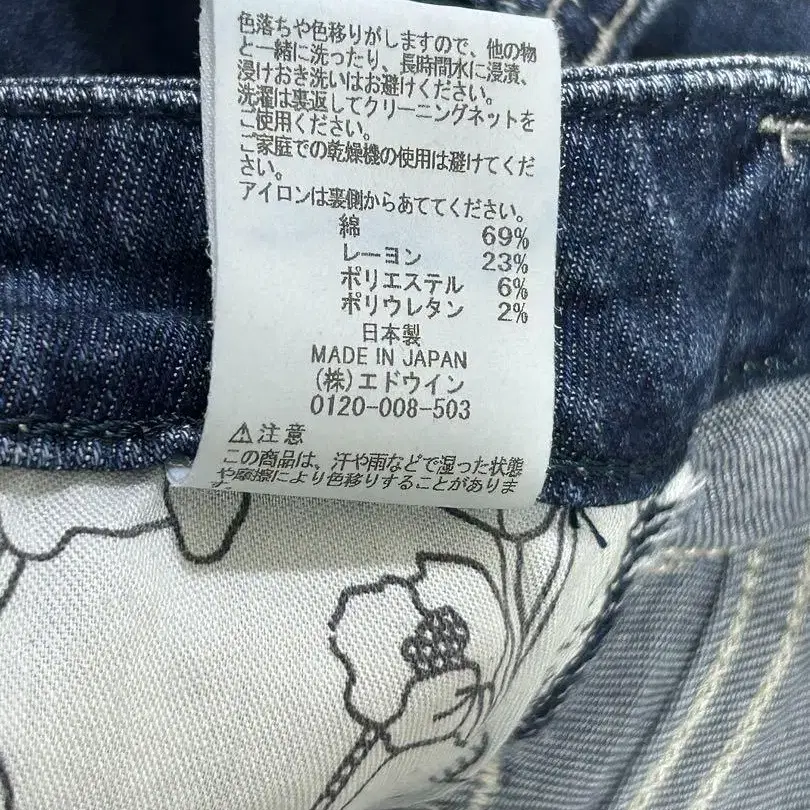 色落ちや色移りがしますので、他の物
と一緒に洗ったり、長時間水に浸漬、
浸けおき洗いはお避けください。
洗濯は裏返してクリーニングネットを
ご使用ください。
ご家庭での乾燥機の使用は避けてくだ
さい。
アイロンは裏側からあててください。
綿 69%
レーヨン 23%
ポリエステル 6%
ポリウレタン 2%
日本製
MADE IN JAPAN
(株)エドウイン
0120-008-503
⚠注意
この商品は、汗や雨などで湿った状態
や摩擦により色移りすることがありま
す